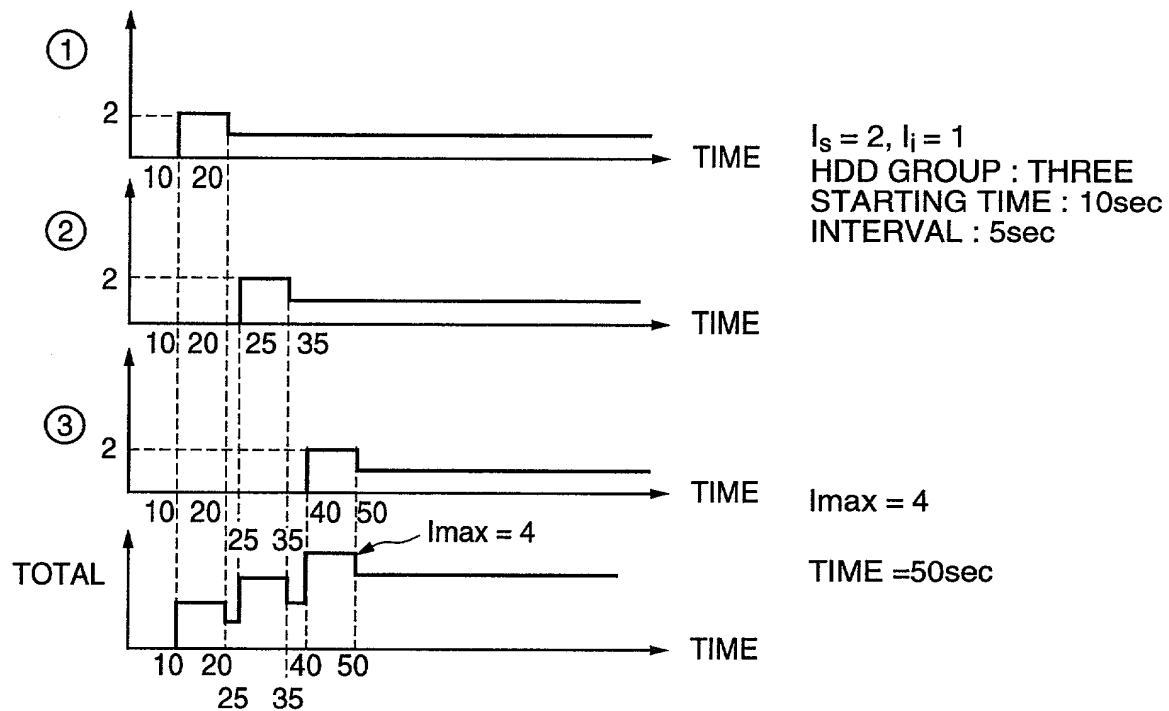 ①
2
10 20
TIME
I_s = 2, I_i = 1
HDD GROUP : THREE
STARTING TIME : 10sec
INTERVAL : 5sec
②
2
10 20 25 35
TIME
③
2
10 20 40 50
TIME
25 35
Imax = 4
Imax = 4
TOTAL
TIME =50sec
10 20 40 50
TIME
25 35